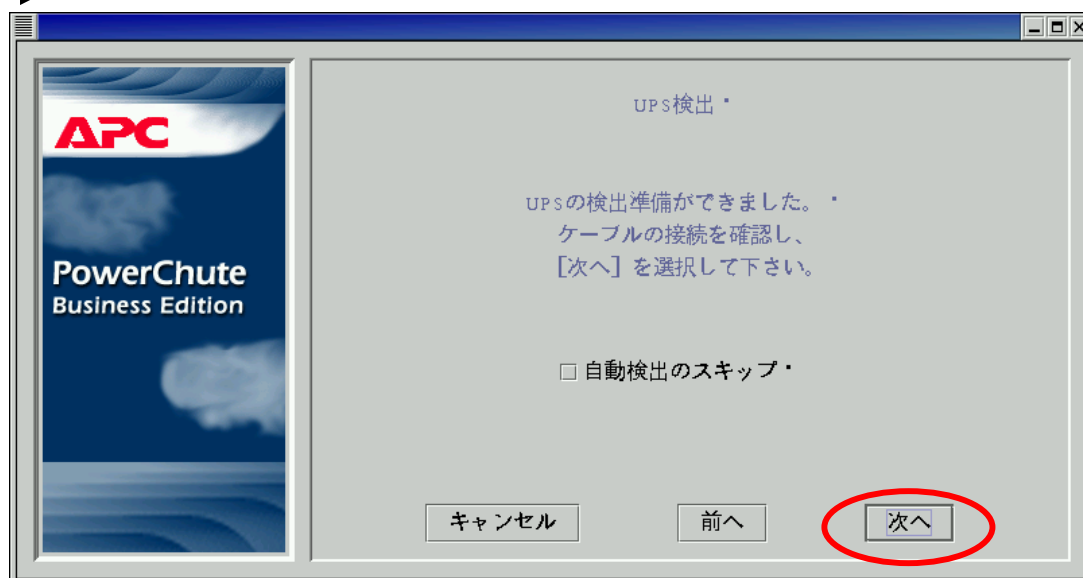 APC
PowerChute
Business Edition
UPS検出・
UPSの検出準備ができました。・
ケーブルの接続を確認し、
［次へ］を選択して下さい。
自動検出のスキップ・
キャンセル
前へ
次へ